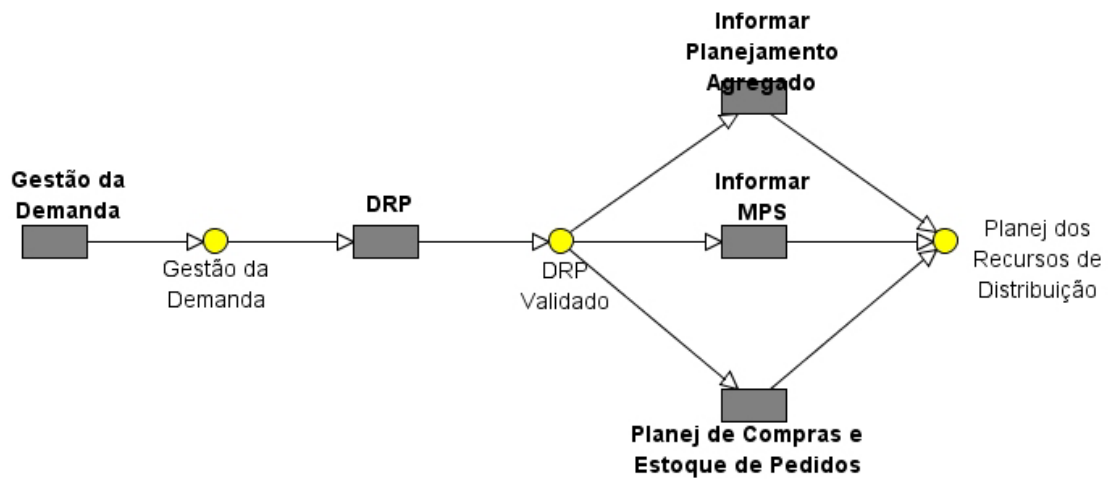 Informar
Planejamento
Agregado
Gestão da
Demanda
DRP
Informar
MPS
Gestão da
Demanda
DRP
Validado
Planej dos
Recursos de
Distribuição
Planej de Compras e
Estoque de Pedidos